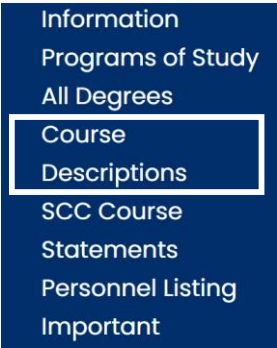 Information
Programs of Study
All Degrees
Course
Descriptions
SCC Course
Statements
Personnel Listing
Important